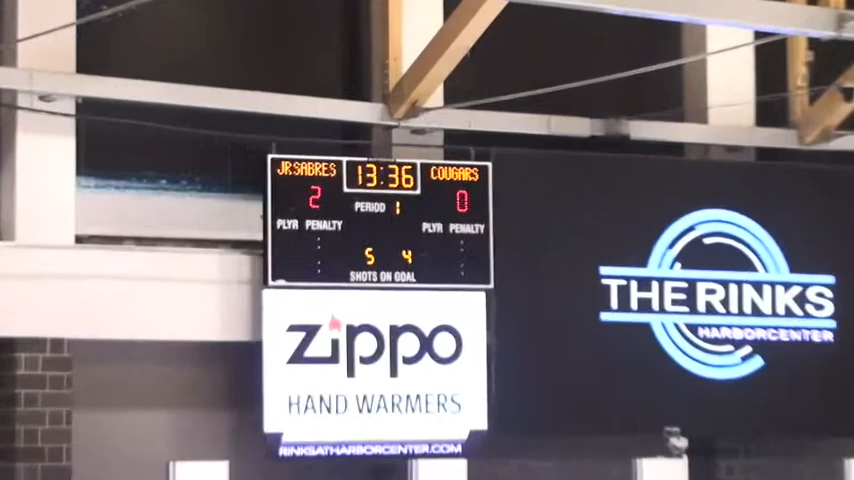 JR SABRES 13:36 COUGARS
2 PERIOD 1 0
PLYR PENALTY PLYR PENALTY
5 4
SHOTS ON GOAL
zippo
HAND WARMERS
RINKSATHARBORCENTER.COM
THE RINKS
HARBORCENTER